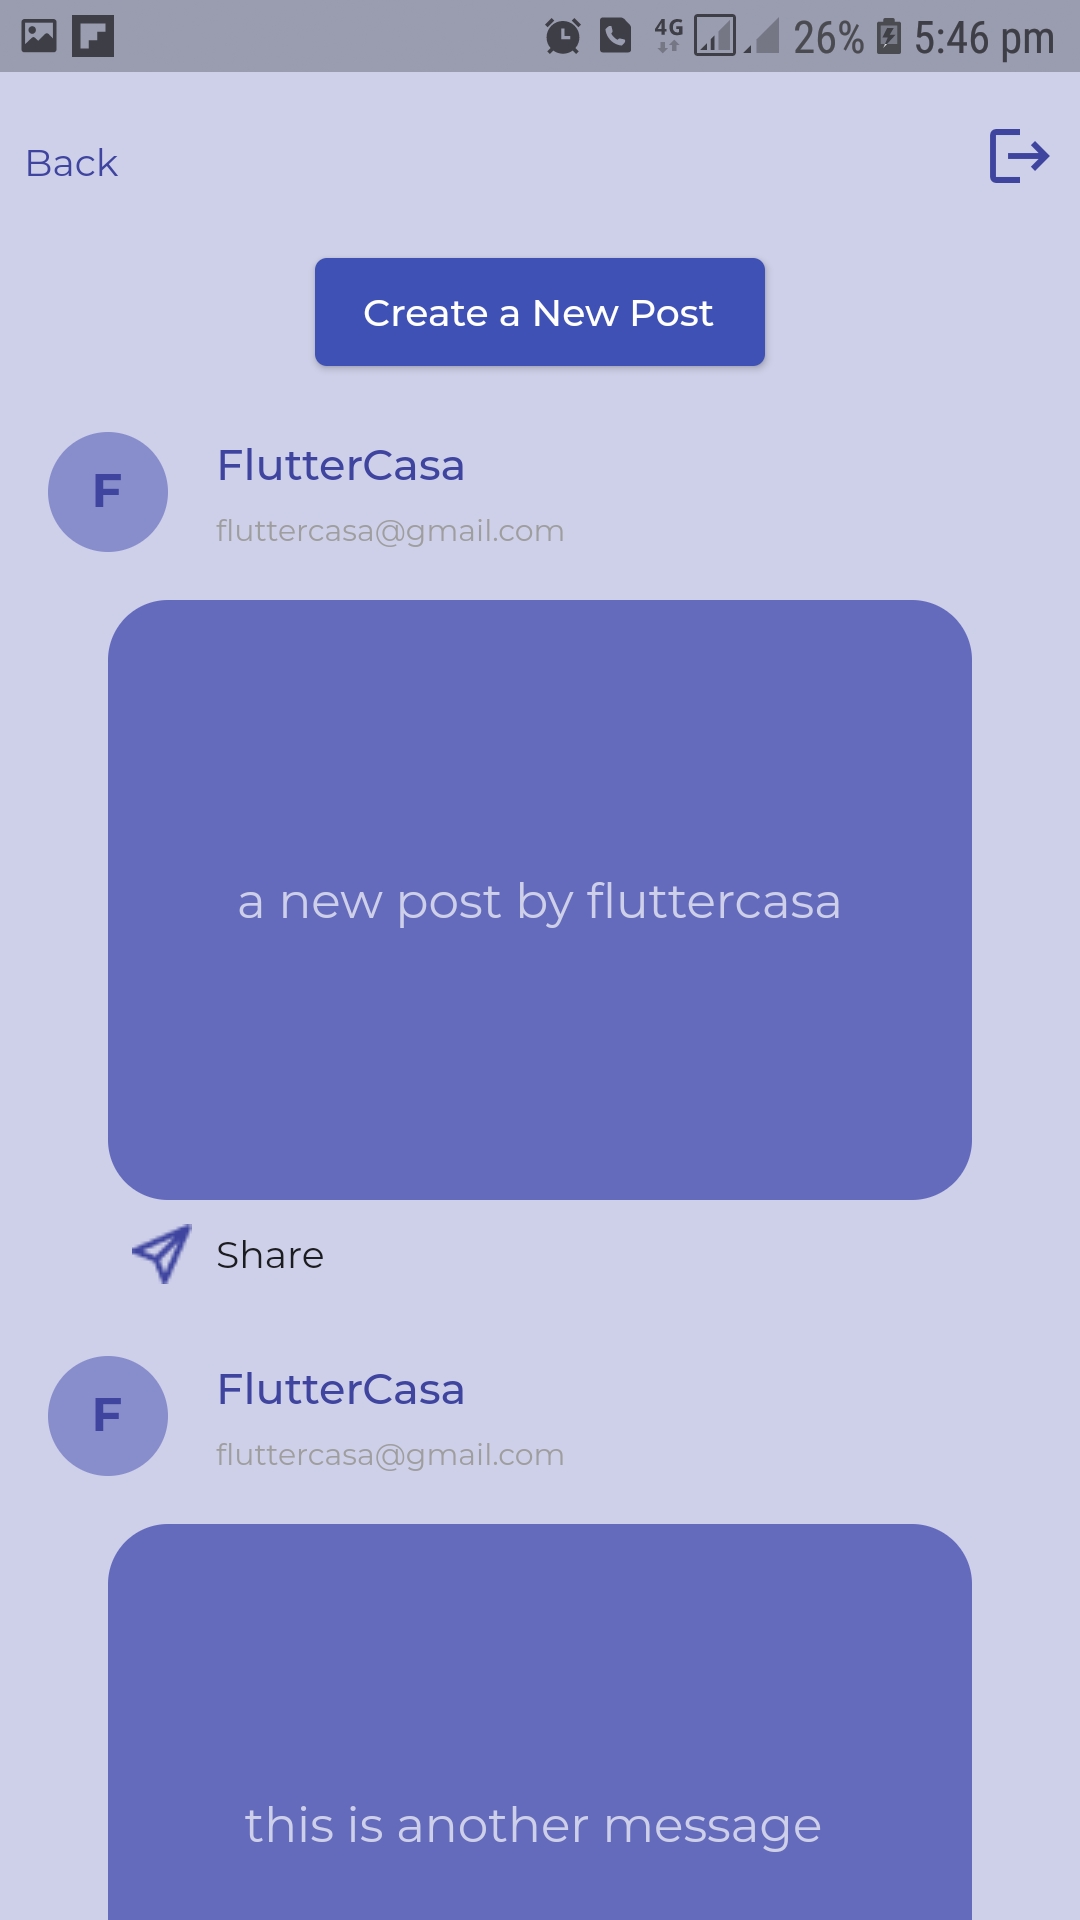 4G 26% 5:46 pm
Back
Create a New Post
F
FlutterCasa
fluttercasa@gmail.com
a new post by fluttercasa
Share
F
FlutterCasa
fluttercasa@gmail.com
this is another message